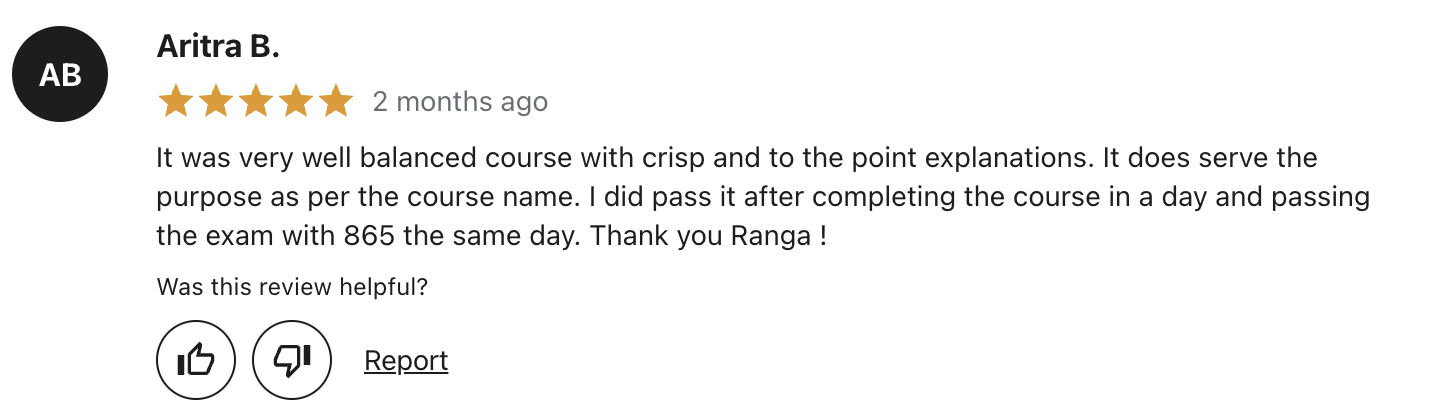 AB
Aritra B.
2 months ago
It was very well balanced course with crisp and to the point explanations. It does serve the
purpose as per the course name. I did pass it after completing the course in a day and passing
the exam with 865 the same day. Thank you Ranga !
Was this review helpful?
Report